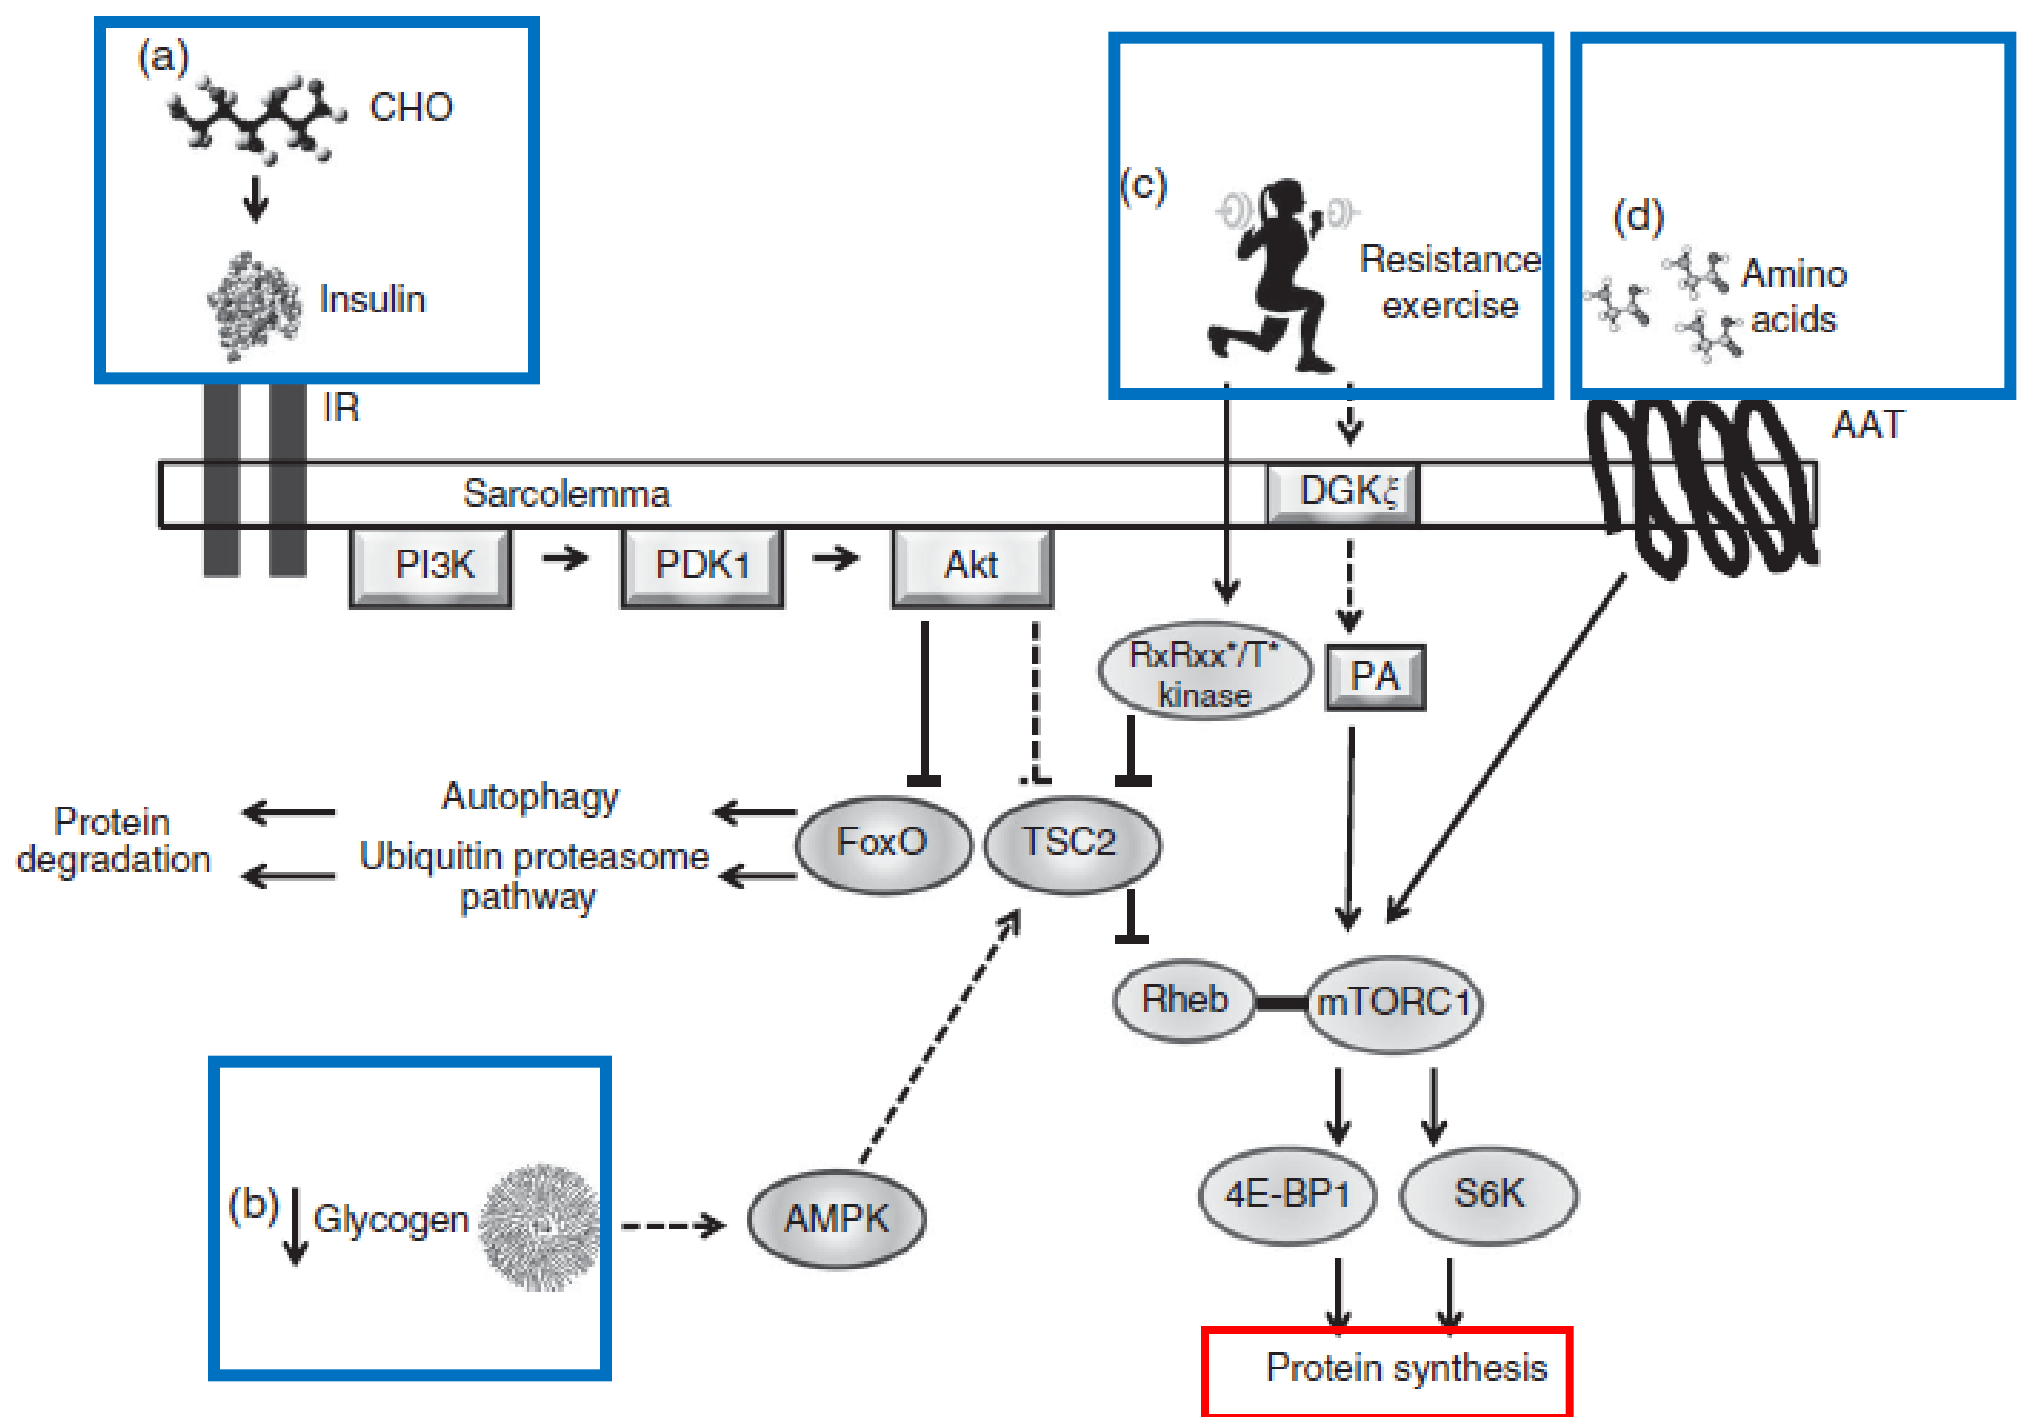 (a)
CHO
Insulin
IR
(c)
Resistance
exercise
(d)
Amino
acids
AAT
Sarcolemma
DGKξ
PI3K
PDK1
Akt
RxRxx*/T*
kinase
PA
Protein
degradation
Autophagy
Ubiquitin proteasome
pathway
FoxO
TSC2
Rheb
mTORC1
(b)
Glycogen
AMPK
4E-BP1
S6K
Protein synthesis